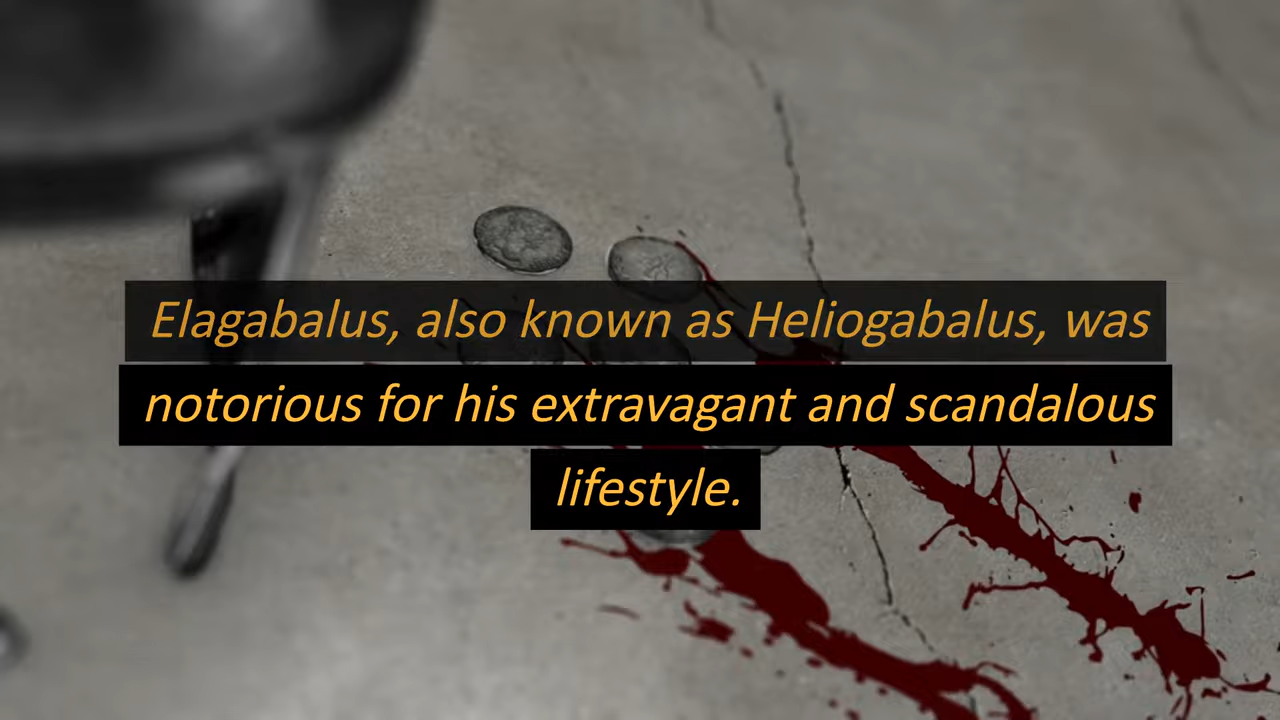 Elagabalus, also known as Heliogabalus, was
notorious for his extravagant and scandalous
lifestyle.